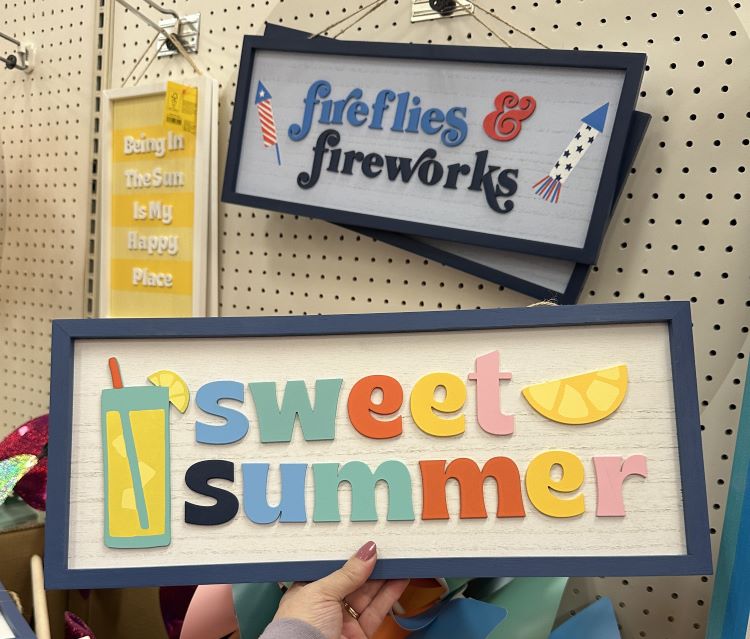 fireflies &
fireworks
Being In
The Sun
Is My
Happy
Place
sweet
summer